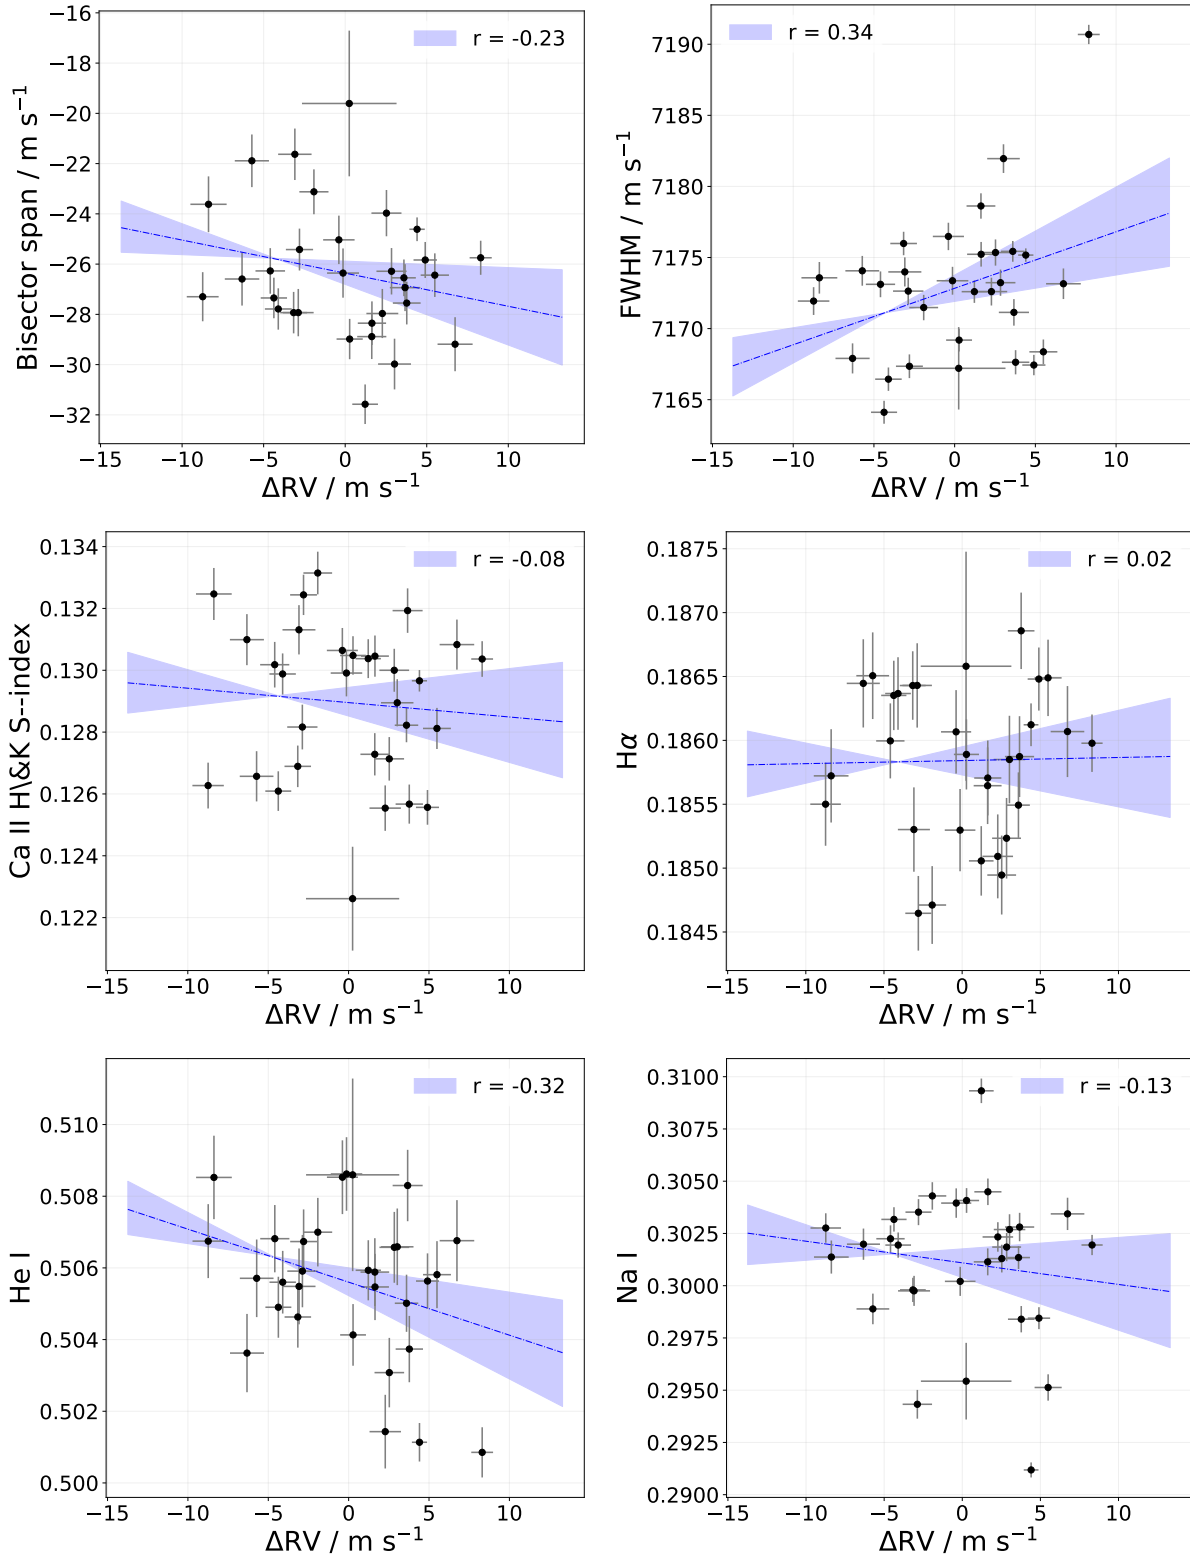 −16
−18
−20
−22
−24
−26
−28
−30
−32
Bisector span / m s⁻¹
r = -0.23
−15 −10 −5 0 5 10
ΔRV / m s⁻¹
7190
7185
7180
7175
7170
7165
FWHM / m s⁻¹
r = 0.34
−15 −10 −5 0 5 10
ΔRV / m s⁻¹
0.134
0.132
0.130
0.128
0.126
0.124
0.122
Ca II H\&K S--index
r = -0.08
−15 −10 −5 0 5 10
ΔRV / m s⁻¹
0.1875
0.1870
0.1865
0.1860
0.1855
0.1850
0.1845
Hα
r = 0.02
−15 −10 −5 0 5 10
ΔRV / m s⁻¹
0.510
0.508
0.506
0.504
0.502
0.500
He I
r = -0.32
−15 −10 −5 0 5 10
ΔRV / m s⁻¹
0.3100
0.3075
0.3050
0.3025
0.3000
0.2975
0.2950
0.2925
0.2900
Na I
r = -0.13
−15 −10 −5 0 5 10
ΔRV / m s⁻¹